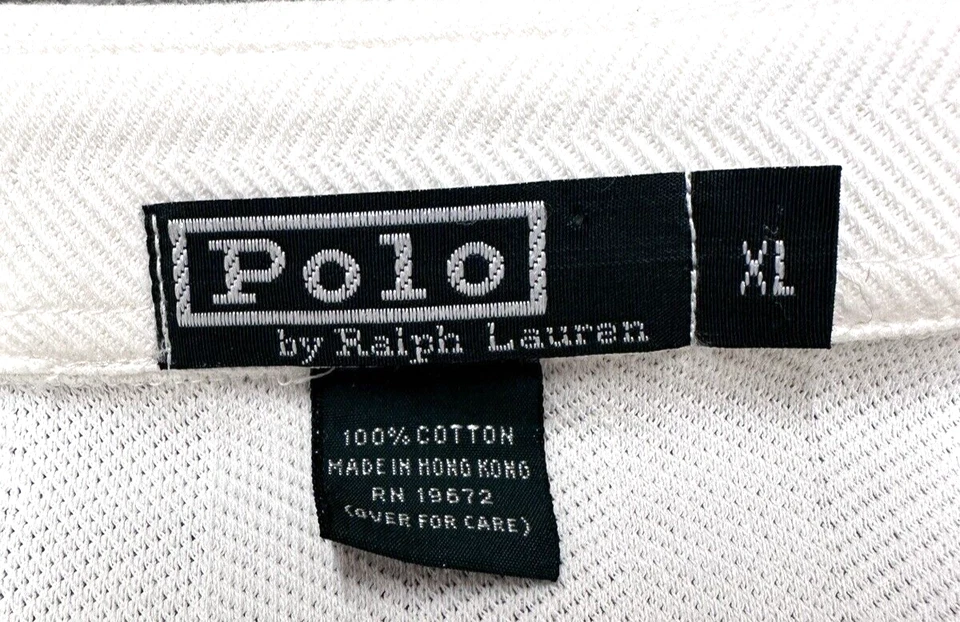 Polo
by Ralph Lauren
XL
100% COTTON
MADE IN HONG KONG
RN 19672
(OVER FOR CARE)